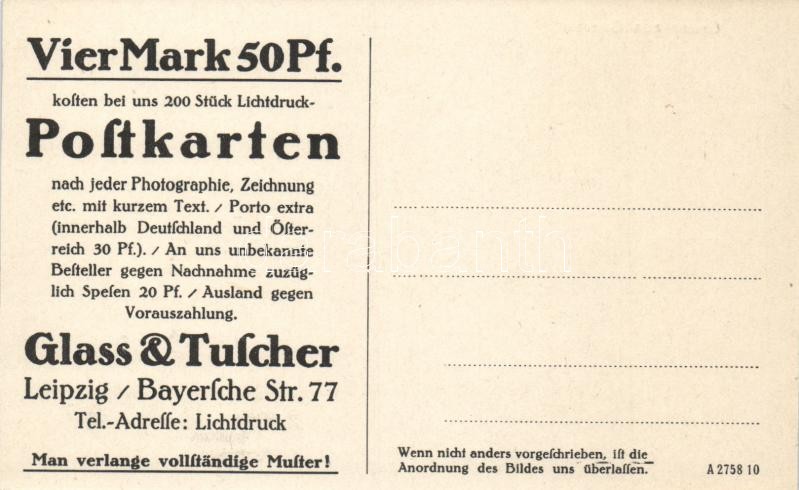 Vier Mark 50 Pf.
koſten bei uns 200 Stück Lichtdruck-
Poſtkarten
nach jeder Photographie, Zeichnung
etc. mit kurzem Text. / Porto extra
(innerhalb Deutſchland und Öſter-
reich 30 Pf.). / An uns unbekannte
Beſteller gegen Nachnahme zuzüg-
lich Speſen 20 Pf. / Ausland gegen
Vorauszahlung.
Glass & Tuſcher
Leipzig / Bayerſche Str. 77
Tel.-Adreſſe: Lichtdruck
Man verlange vollſtändige Muſter!
Wenn nicht anders vorgeſchrieben, iſt die
Anordnung des Bildes uns überlaſſen.
A 2758 10
darabanth